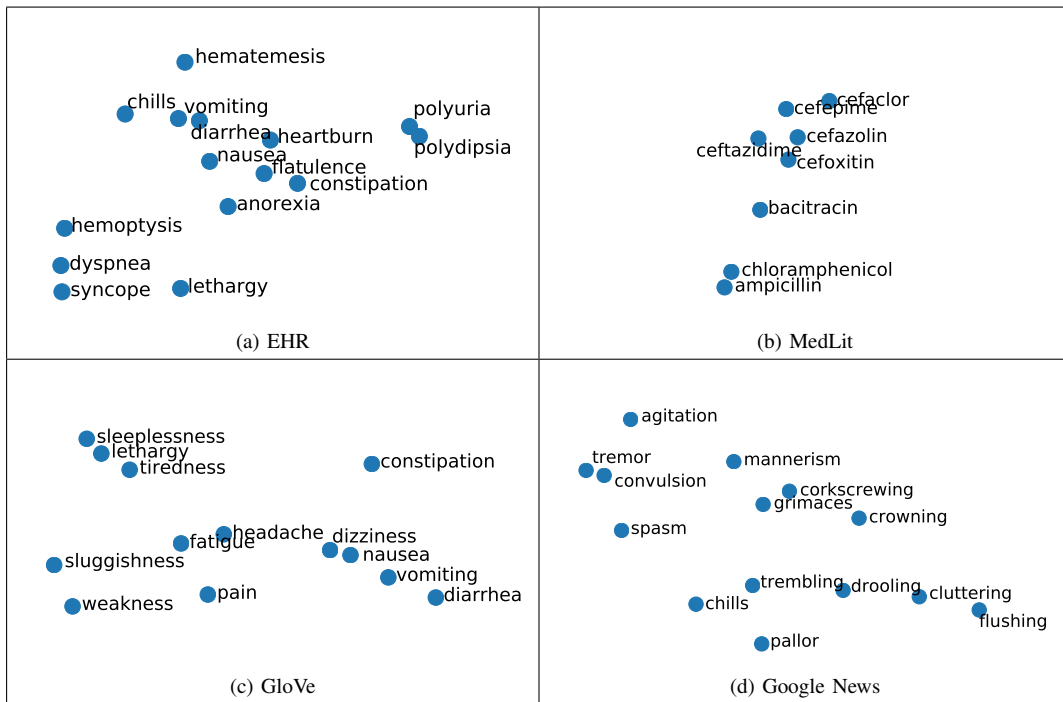 hematemesis
chills
vomiting
diarrhea
heartburn
nausea
flatulence
constipation
anorexia
polyuria
polydipsia
hemoptysis
dyspnea
syncope
lethargy
(a) EHR
cefaclor
cefepime
cefazolin
ceftazidime
cefoxitin
bacitracin
chloramphenicol
ampicillin
(b) MedLit
sleeplessness
lethargy
tiredness
constipation
headache
fatigue
dizziness
nausea
sluggishness
vomiting
weakness
pain
diarrhea
(c) GloVe
agitation
tremor
mannerism
convulsion
corkscrewing
grimaces
crowning
spasm
trembling
drooling
cluttering
chills
flushing
pallor
(d) Google News